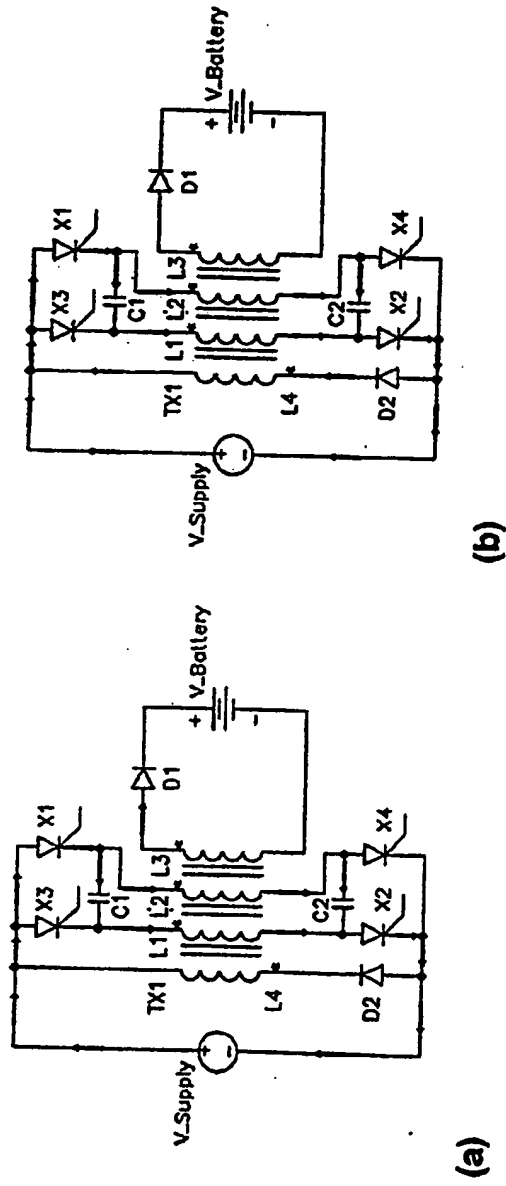 V_Supply
TX1
L4
D2
L1
L2
L3
X3
X1
C1
C2
X2
X4
D1
V_Battery
+
-
+
-
(a)
V_Supply
TX1
L4
D2
L1
L2
L3
X3
X1
C1
C2
X2
X4
D1
V_Battery
+
-
+
-
(b)